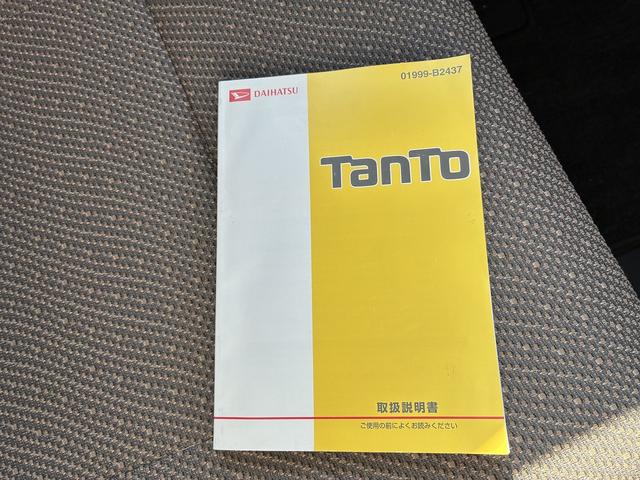 01999-B2437
DAIHATSU
TanTo
取扱説明書
ご使用の前によくお読みください